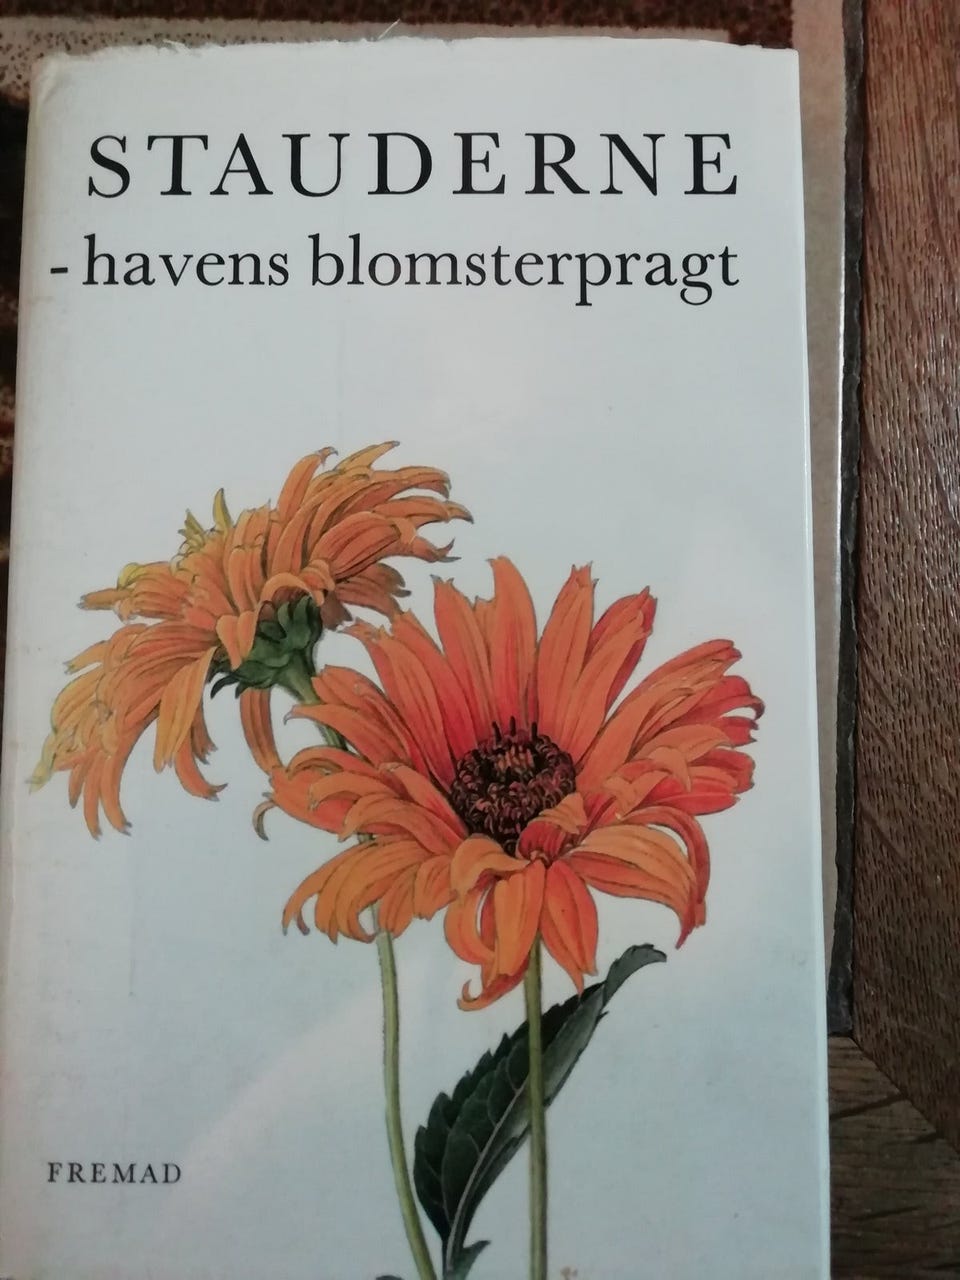 STAUDERNE
- havens blomsterpragt
FREMAD